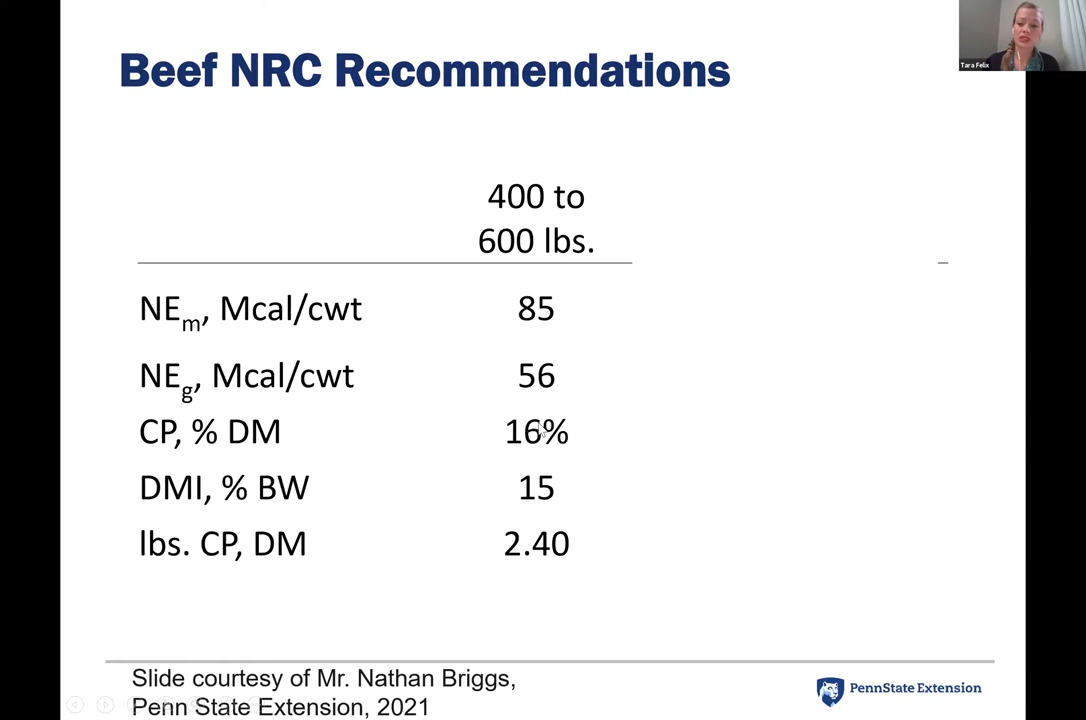 Beef NRC Recommendations
Tara Felix
400 to
600 lbs.
NEm, Mcal/cwt 85
NEg, Mcal/cwt 56
CP, % DM 16%
DMI, % BW 15
lbs. CP, DM 2.40
Slide courtesy of Mr. Nathan Briggs,
Penn State Extension, 2021
PennState Extension